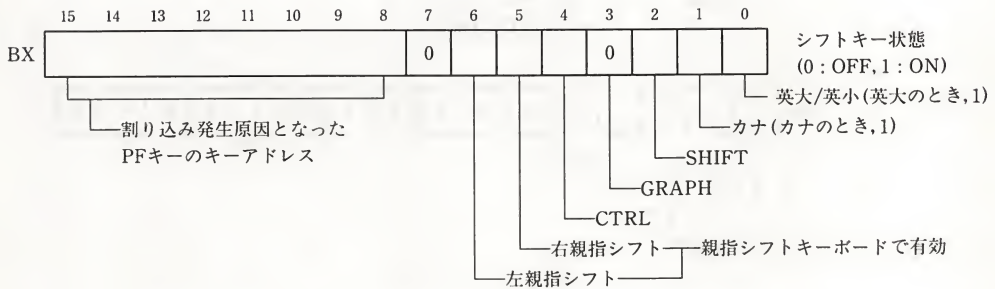 15 14 13 12 11 10 9 8 7 6 5 4 3 2 1 0
BX 0 0
シフトキー状態
(0：OFF, 1：ON)
英大/英小(英大のとき, 1)
カナ(カナのとき, 1)
SHIFT
GRAPH
CTRL
右親指シフト 親指シフトキーボードで有効
左親指シフト
割り込み発生原因となった
PFキーのキーアドレス